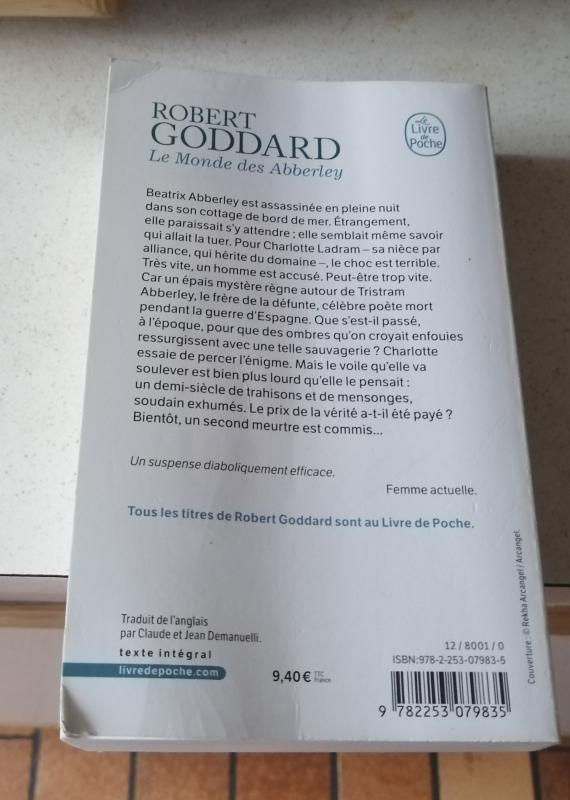 ROBERT
GODDARD
Le Monde des Abberley
Le
Livre
de
Poche
Beatrix Abberley est assassinée en pleine nuit
dans son cottage de bord de mer. Étrangement,
elle paraissait s'y attendre ; elle semblait même savoir
qui allait la tuer. Pour Charlotte Ladram – sa nièce par
alliance, qui hérite du domaine –, le choc est terrible.
Très vite, un homme est accusé. Peut-être trop vite.
Car un épais mystère règne autour de Tristram
Abberley, le frère de la défunte, célèbre poète mort
pendant la guerre d'Espagne. Que s'est-il passé,
à l'époque, pour que des ombres qu'on croyait enfouies
ressurgissent avec une telle sauvagerie ? Charlotte
essaie de percer l'énigme. Mais le voile qu'elle va
soulever est bien plus lourd qu'elle le pensait :
un demi-siècle de trahisons et de mensonges,
soudain exhumés. Le prix de la vérité a-t-il été payé ?
Bientôt, un second meurtre est commis...
Un suspense diaboliquement efficace.
Femme actuelle.
Tous les titres de Robert Goddard sont au Livre de Poche.
Traduit de l'anglais
par Claude et Jean Demanuelli.
texte intégral
livredepoche.com
9,40 € TTC
France
12 / 8001 / 0
ISBN:978-2-253-07983-5
9 782253 079835
Couverture : © Rekha Arcangel / Arcangel.